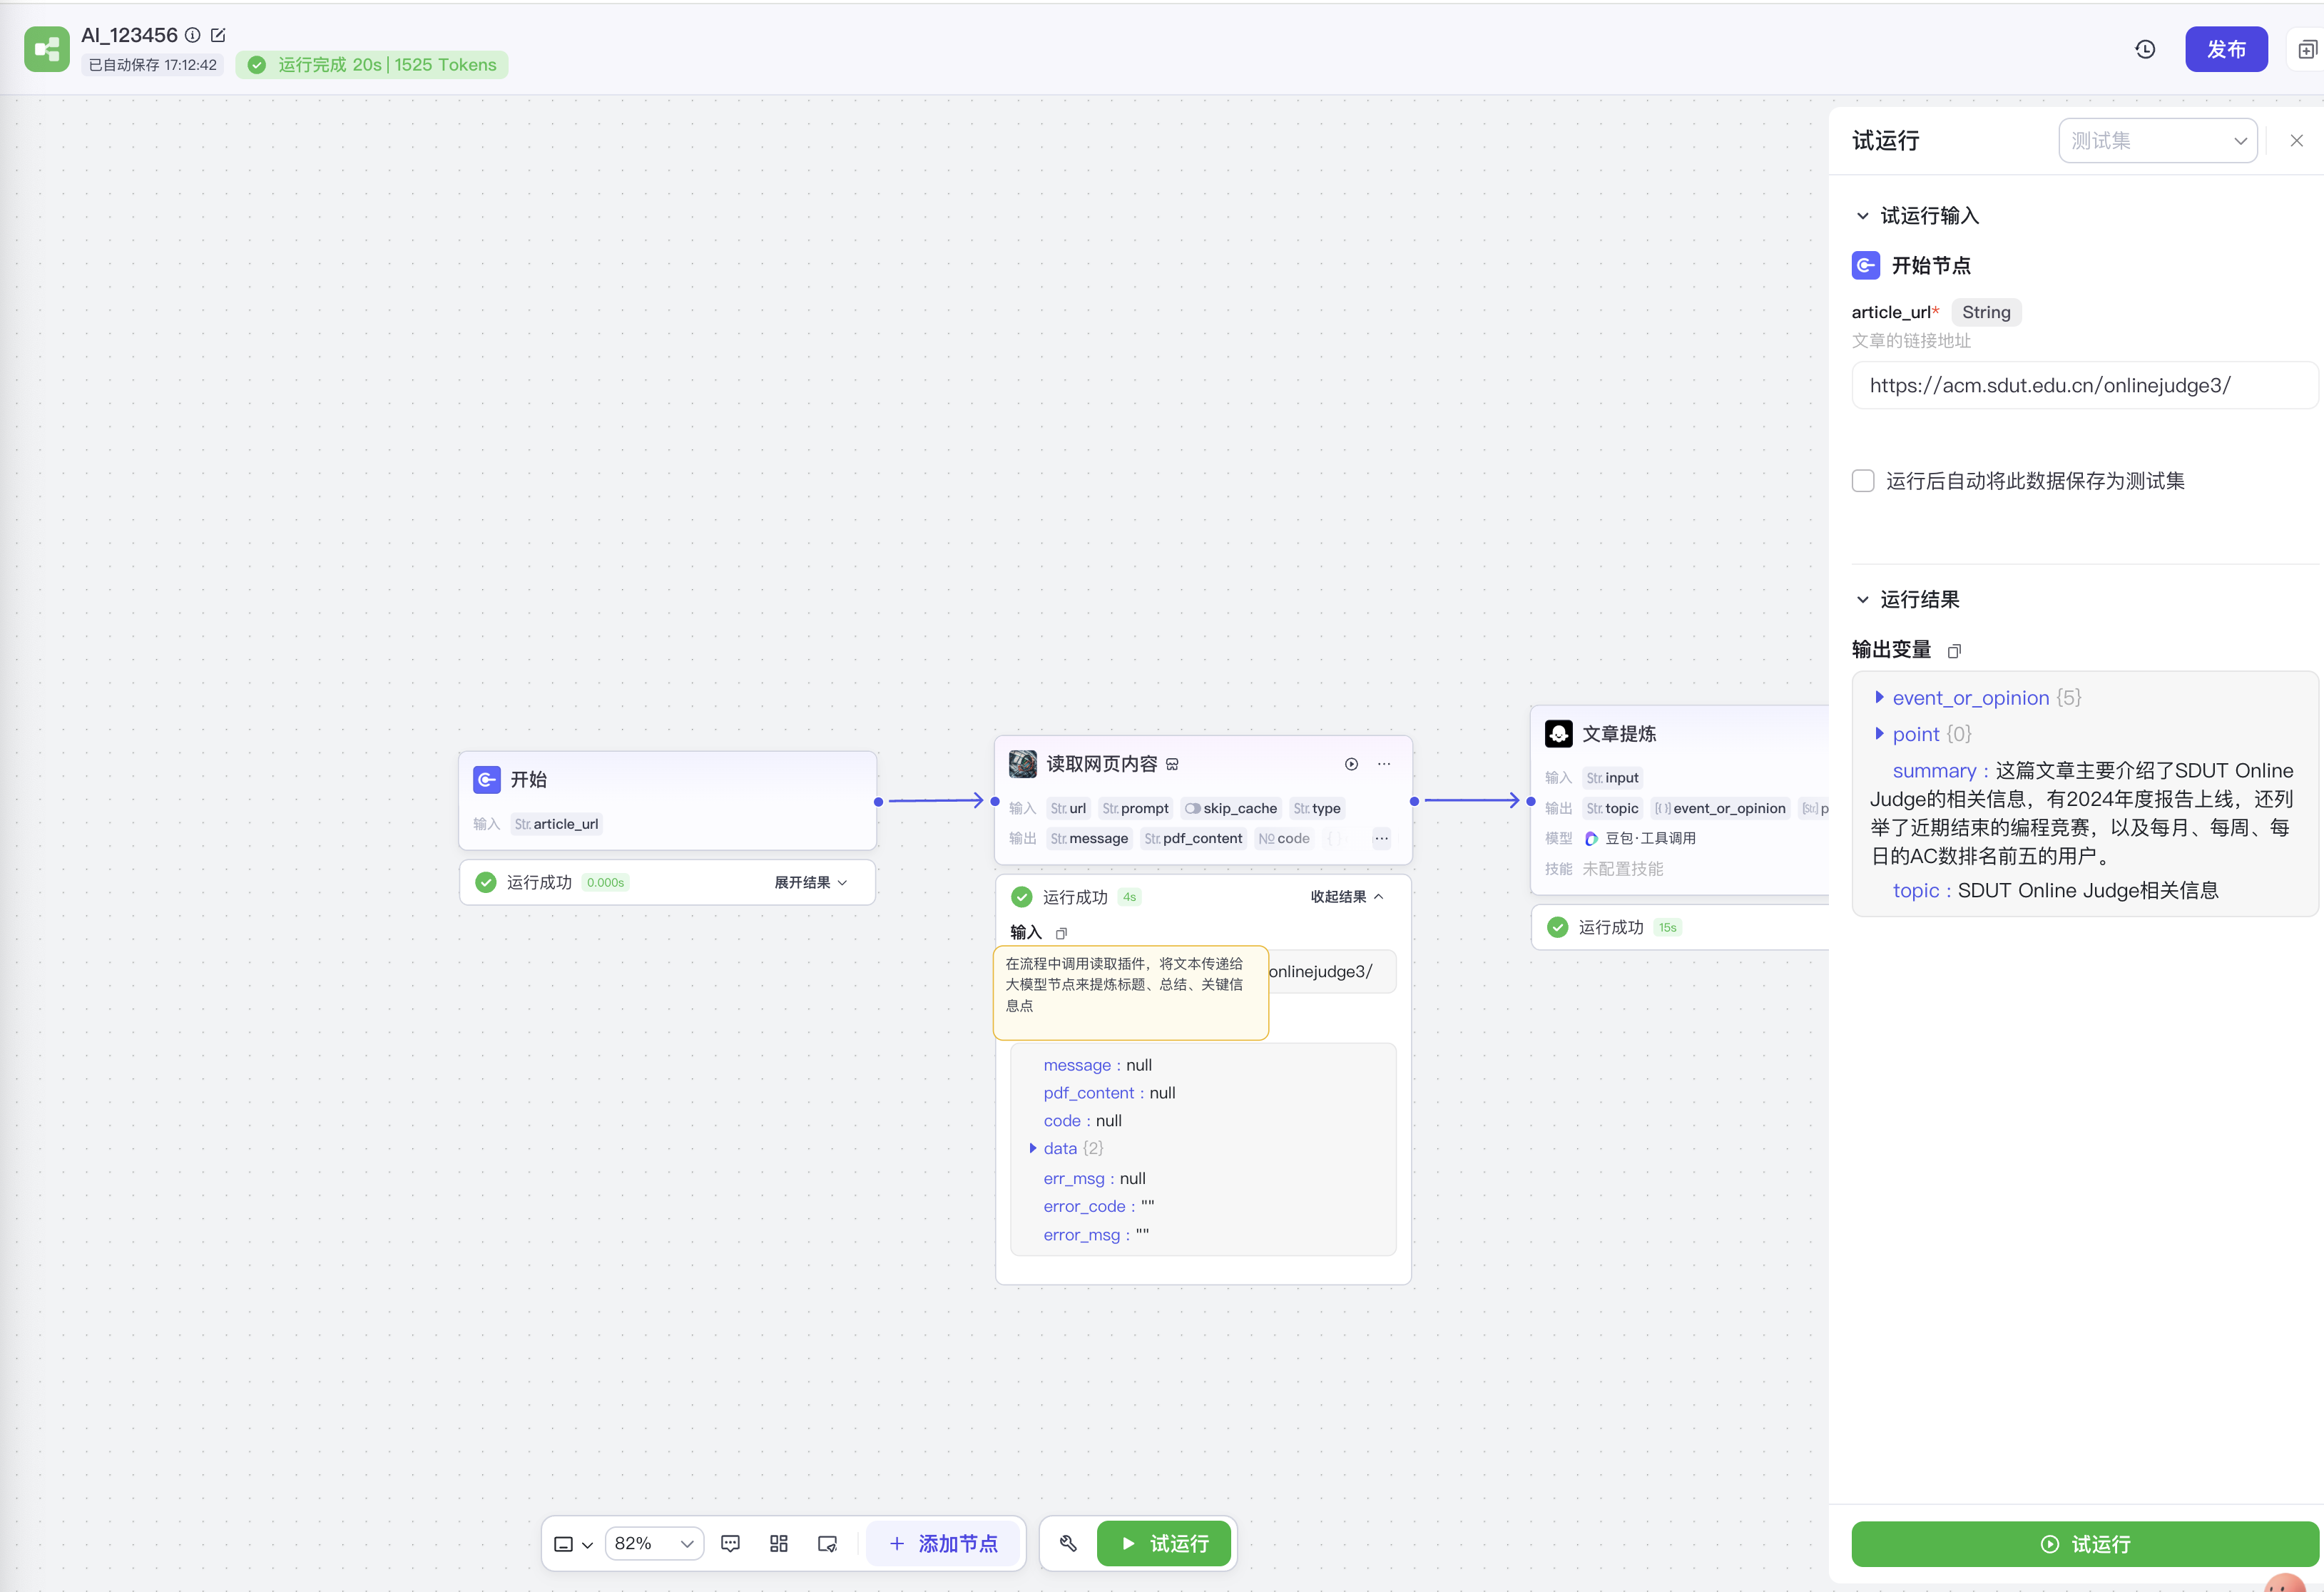 AI_123456
已自动保存 17:12:42
运行完成 20s | 1525 Tokens
发布
试运行
测试集
试运行输入
开始节点
article_url* String
文章的链接地址
https://acm.sdut.edu.cn/onlinejudge3/
运行后自动将此数据保存为测试集
运行结果
输出变量
event_or_opinion {5}
point {0}
summary : 这篇文章主要介绍了SDUT Online
Judge的相关信息，有2024年度报告上线，还列
举了近期结束的编程竞赛，以及每月、每周、每
日的AC数排名前五的用户。
topic : SDUT Online Judge相关信息
试运行
开始
输入 Str. article_url
运行成功 0.000s 展开结果
读取网页内容
输入 Str. url Str. prompt skip_cache Str. type
输出 Str. message Str. pdf_content Nº code
运行成功 4s 收起结果
输入
onlinejudge3/
在流程中调用读取插件，将文本传递给
大模型节点来提炼标题、总结、关键信
息点
message : null
pdf_content : null
code : null
data {2}
err_msg : null
error_code : ""
error_msg : ""
文章提炼
输入 Str. input
输出 Str. topic [{}] event_or_opinion [Str.] p
模型 豆包·工具调用
技能 未配置技能
运行成功 15s
82%
添加节点
试运行